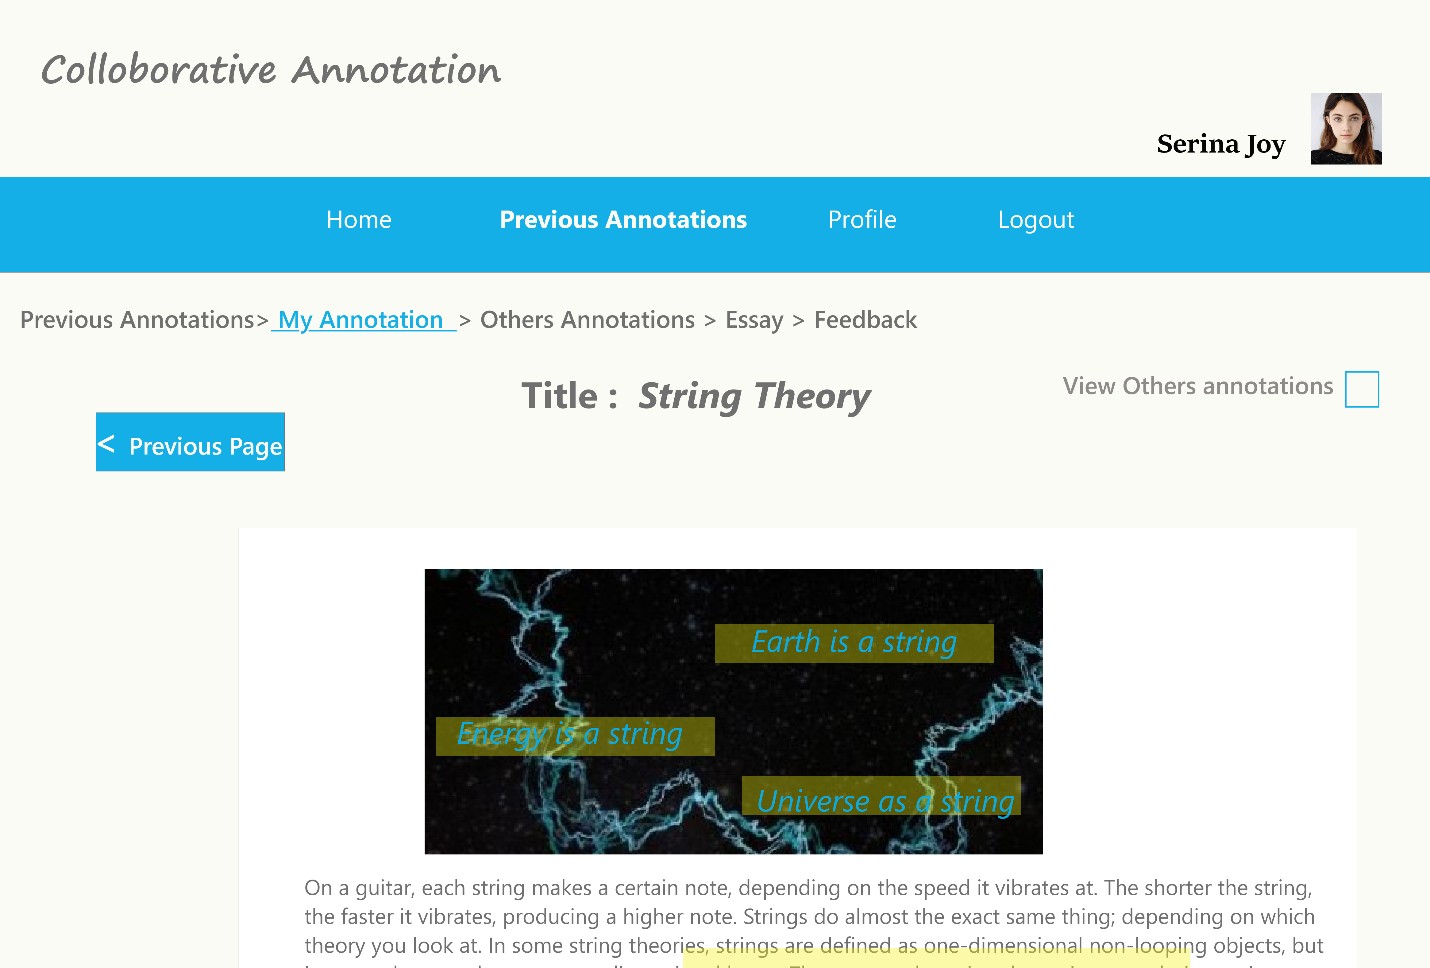 Colloborative Annotation
Serina Joy
Home Previous Annotations Profile Logout
Previous Annotations> My Annotation > Others Annotations > Essay > Feedback
View Others annotations
Title : String Theory
< Previous Page
Earth is a string
Energy is a string
Universe as a string
On a guitar, each string makes a certain note, depending on the speed it vibrates at. The shorter the string,
the faster it vibrates, producing a higher note. Strings do almost the exact same thing; depending on which
theory you look at. In some string theories, strings are defined as one-dimensional non-looping objects, but